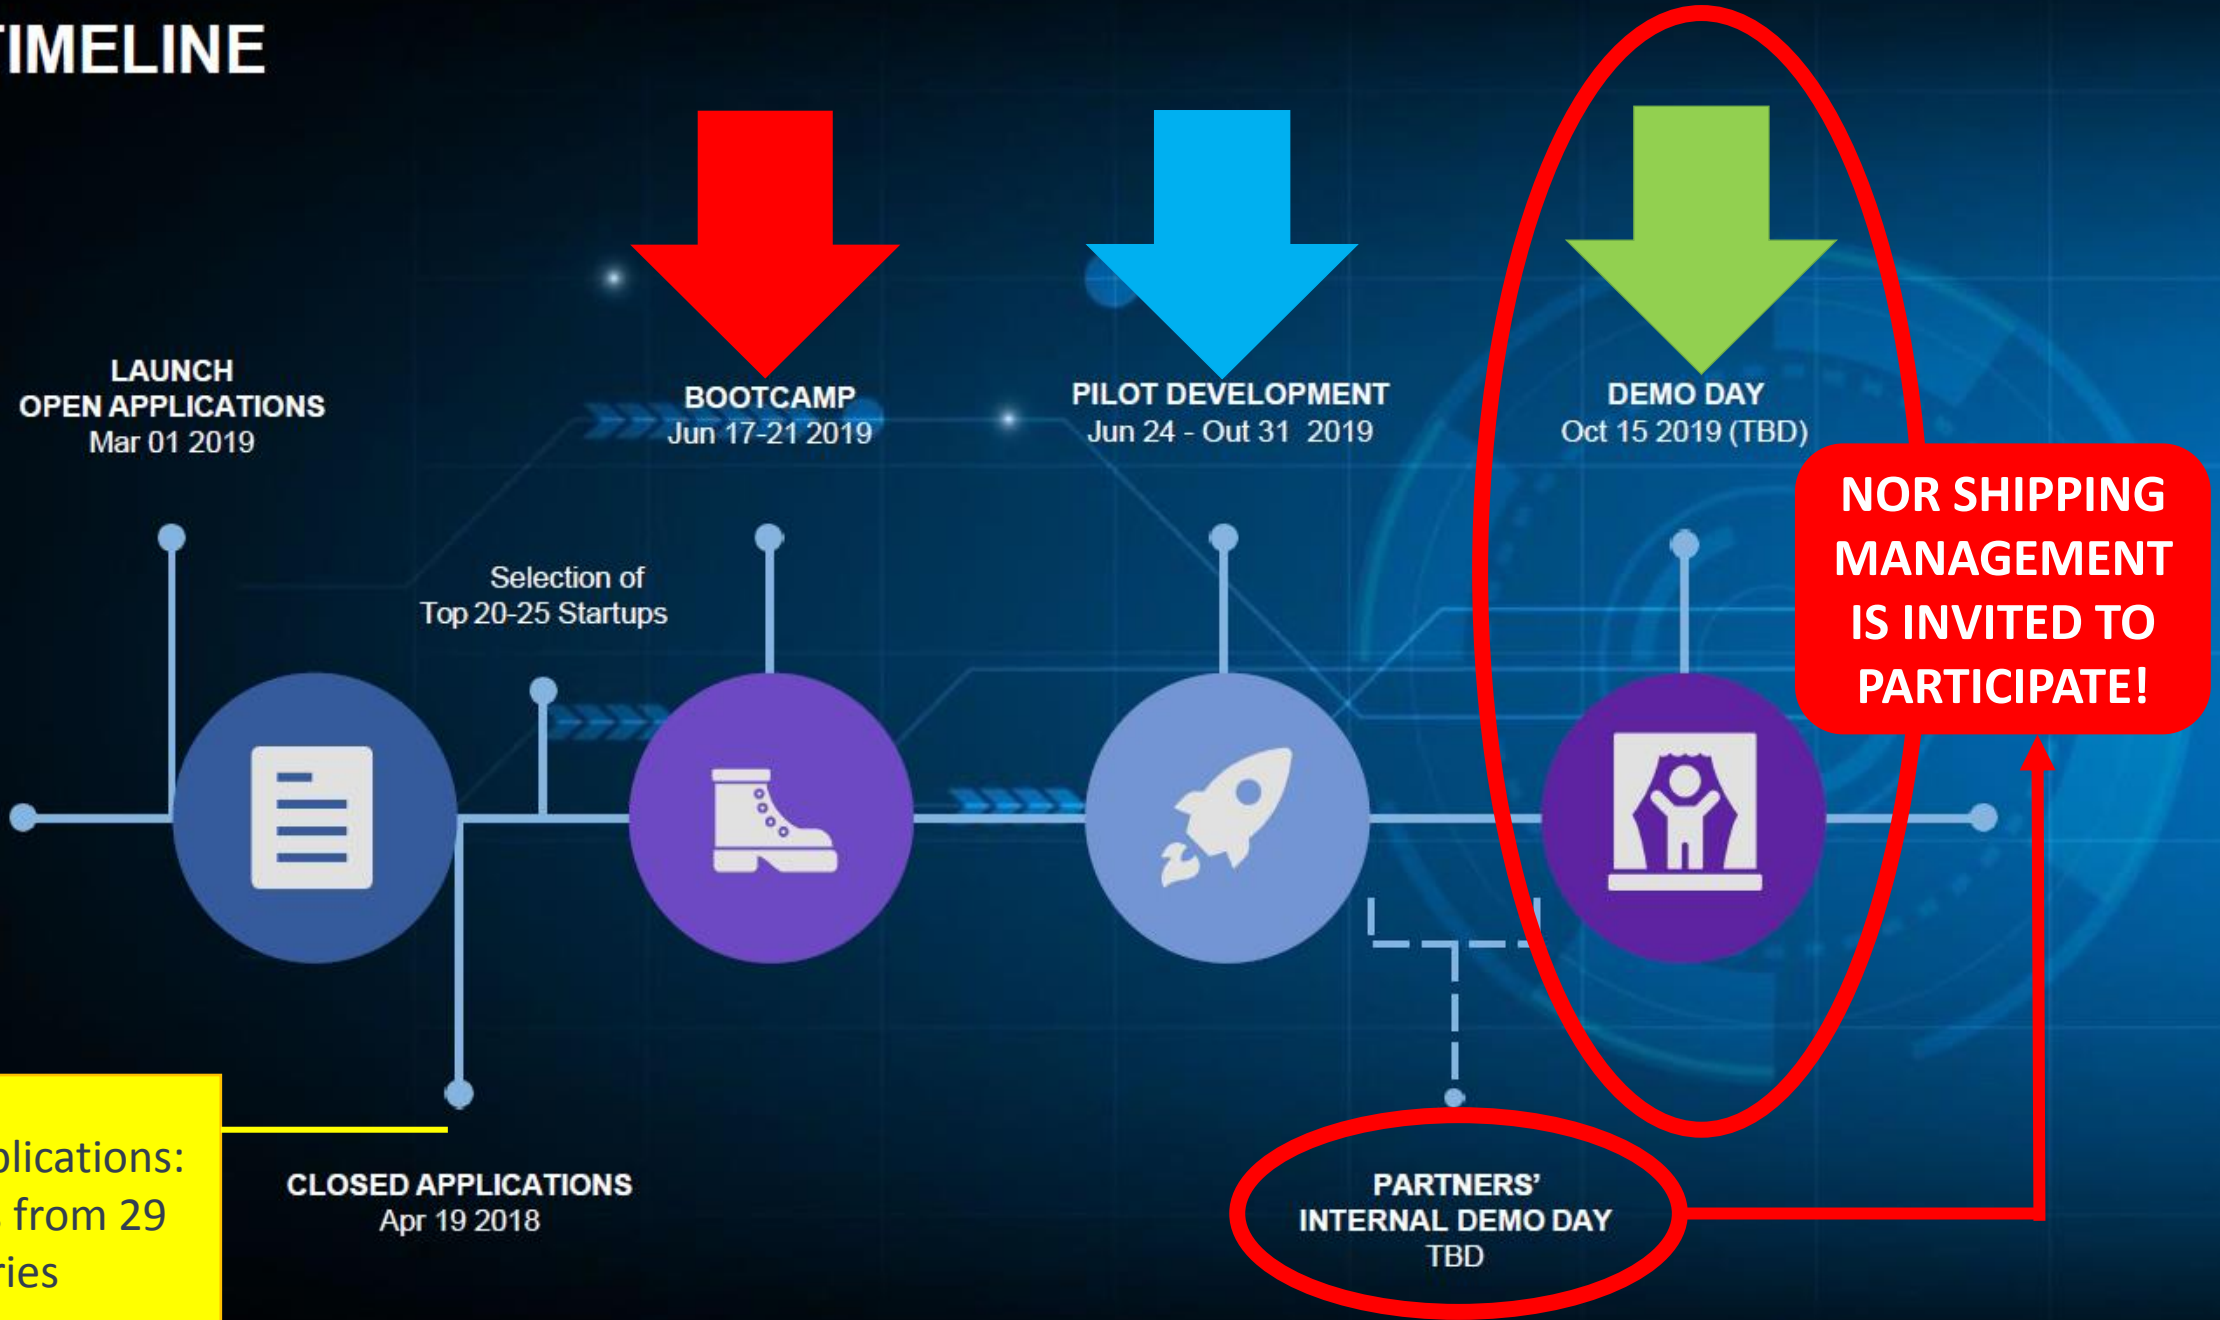 TIMELINE
LAUNCH
OPEN APPLICATIONS
Mar 01 2019
Selection of
Top 20-25 Startups
BOOTCAMP
Jun 17-21 2019
PILOT DEVELOPMENT
Jun 24 - Out 31 2019
DEMO DAY
Oct 15 2019 (TBD)
NOR SHIPPING
MANAGEMENT
IS INVITED TO
PARTICIPATE!
from 29
CLOSED APPLICATIONS
Apr 19 2018
PARTNERS'
INTERNAL DEMO DAY
TBD